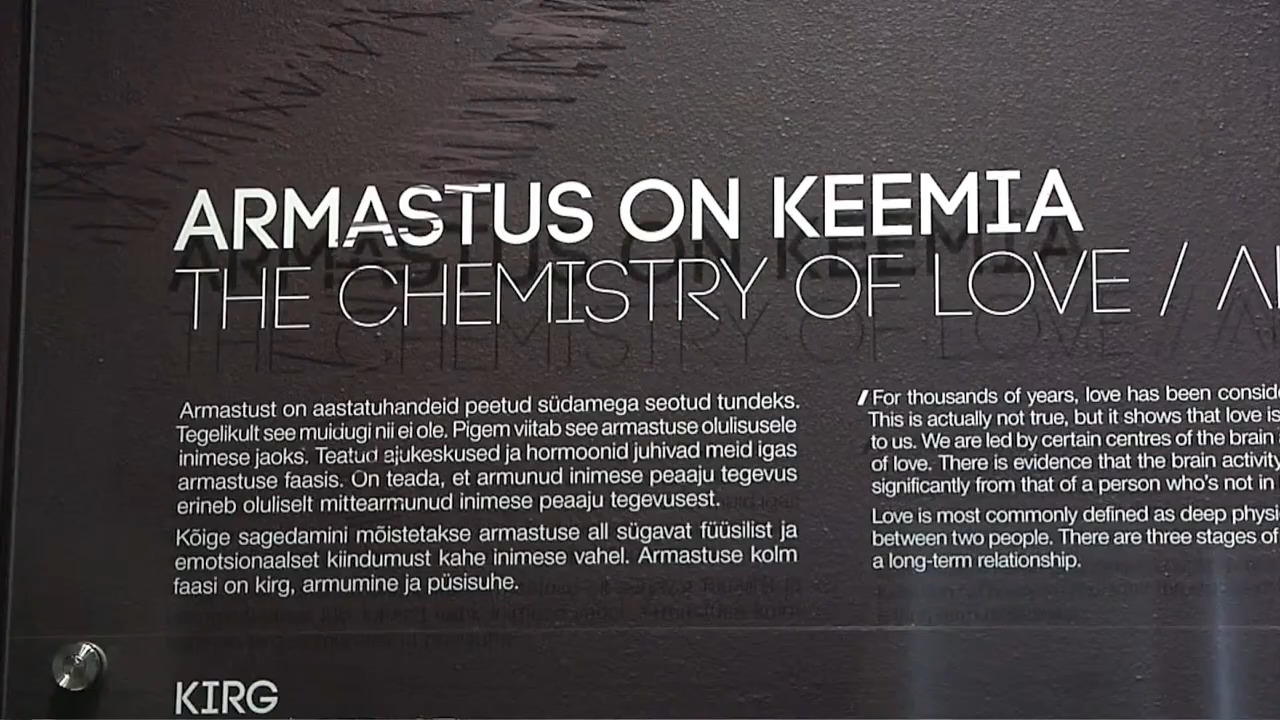 ARMASTUS ON KEEMIA
THE CHEMISTRY OF LOVE /
Armastust on aastatuhandeid peetud südamega seotud tundeks.
Tegelikult see muidugi nii ei ole. Pigem viitab see armastuse olulisusele
inimese jaoks. Teatud ajukeskused ja hormoonid juhivad meid igas
armastuse faasis. On teada, et armunud inimese peaaju tegevus
erineb oluliselt mittearmunud inimese peaaju tegevusest.
Kõige sagedamini mõistetakse armastuse all sügavat füüsilist ja
emotsionaalset kiindumust kahe inimese vahel. Armastuse kolm
faasi on kirg, armumine ja püsisuhe.
For thousands of years, love has been conside
This is actually not true, but it shows that love is
to us. We are led by certain centres of the brain
of love. There is evidence that the brain activity
significantly from that of a person who's not in
Love is most commonly defined as deep physi
between two people. There are three stages of
a long-term relationship.
KIRG